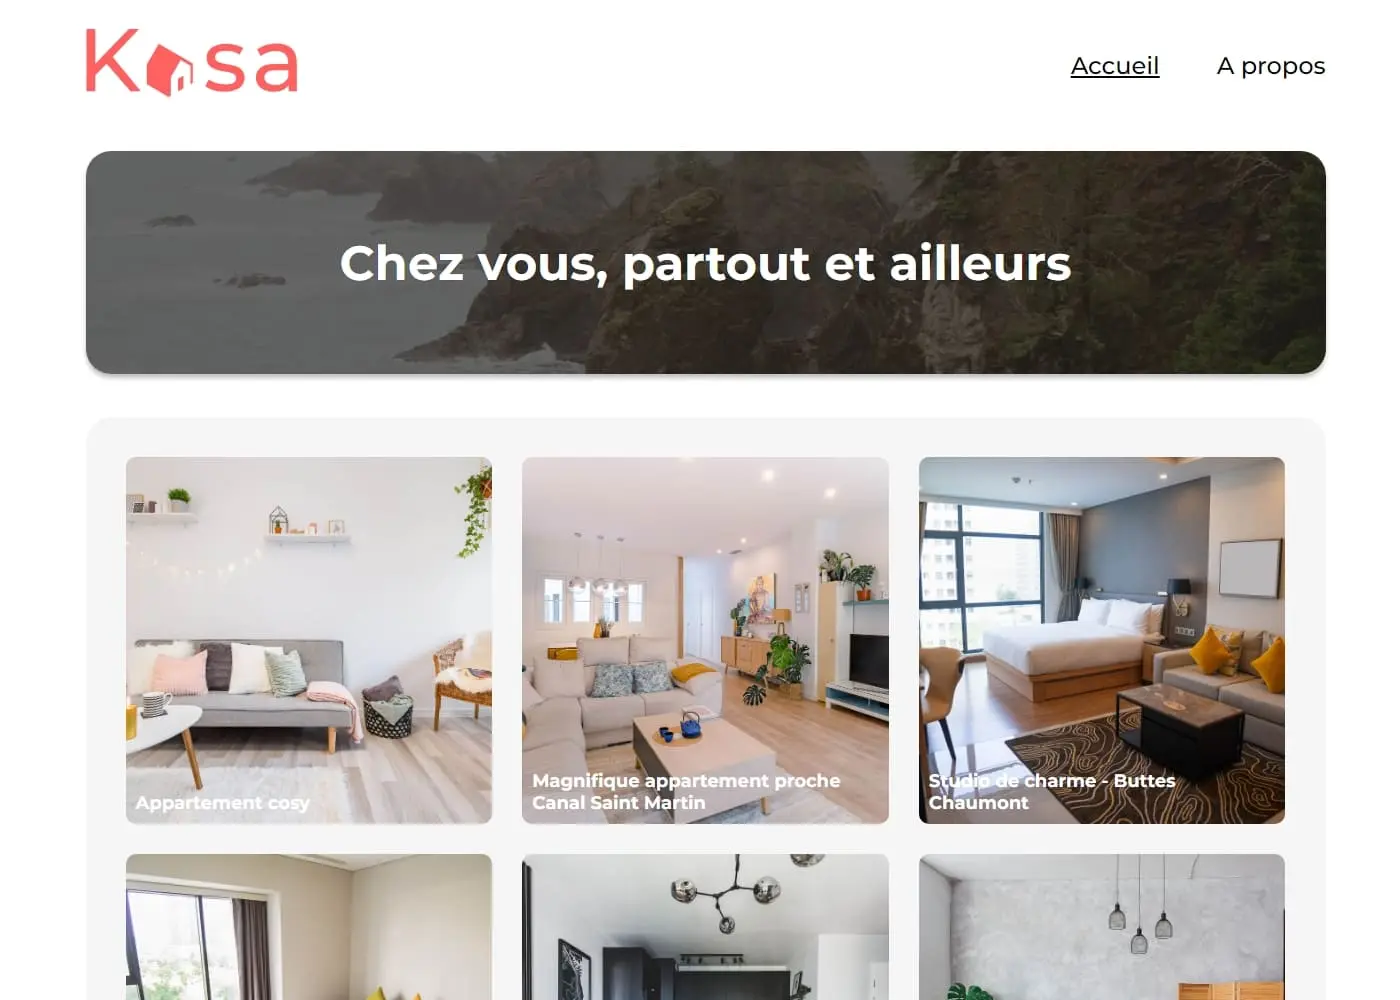 Kasa
Accueil
A propos
Chez vous, partout et ailleurs
Appartement cosy
Magnifique appartement proche
Canal Saint Martin
Studio de charme - Buttes
Chaumont